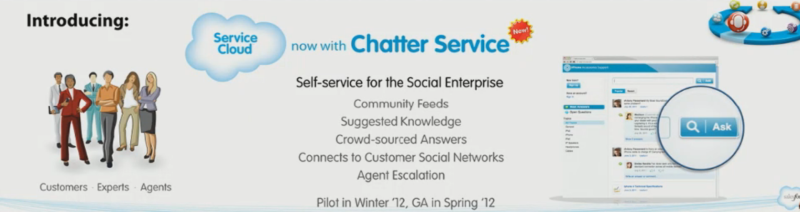 Introducing:
Service
Cloud
now with Chatter Service
New!
Self-service for the Social Enterprise
Community Feeds
Suggested Knowledge
Crowd-sourced Answers
Connects to Customer Social Networks
Agent Escalation
Pilot in Winter '12, GA in Spring '12
Customers · Experts · Agents
Ask